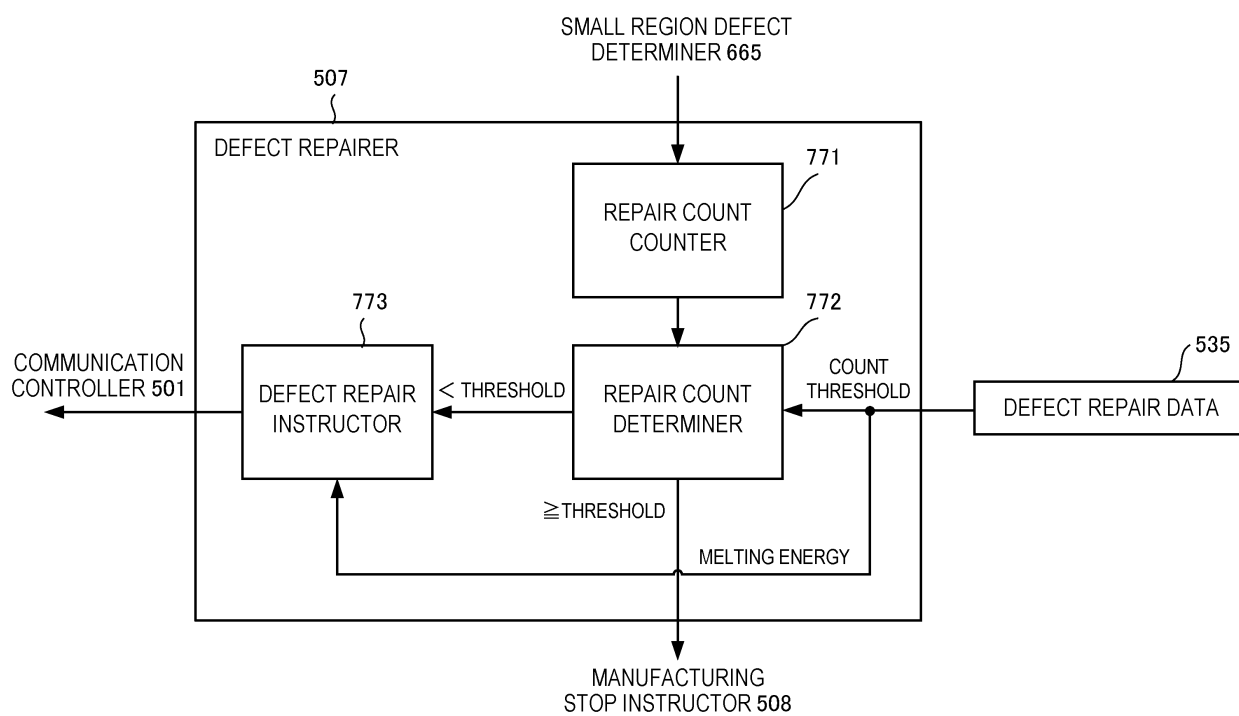 SMALL REGION DEFECT
DETERMINER 665
507
DEFECT REPAIRER
771
REPAIR COUNT
COUNTER
773
772
535
COMMUNICATION
CONTROLLER 501
DEFECT REPAIR
INSTRUCTOR
< THRESHOLD
REPAIR COUNT
DETERMINER
COUNT
THRESHOLD
DEFECT REPAIR DATA
≧THRESHOLD
MELTING ENERGY
MANUFACTURING
STOP INSTRUCTOR 508